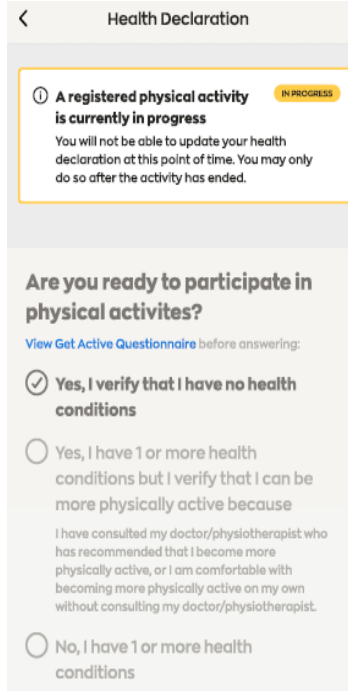 Health Declaration
A registered physical activity
IN PROGRESS
is currently in progress
You will not be able to update your health
declaration at this point of time. You may only
do so after the activity has ended.
Are you ready to participate in
physical activites?
View Get Active Questionnaire before answering:
Yes, I verify that I have no health
conditions
Yes, I have 1 or more health
conditions but I verify that I can be
more physically active because
I have consulted my doctor/physiotherapist who
has recommended that I become more
physically active, or I am comfortable with
becoming more physically active on my own
without consulting my doctor/physiotherapist.
No, I have 1 or more health
conditions